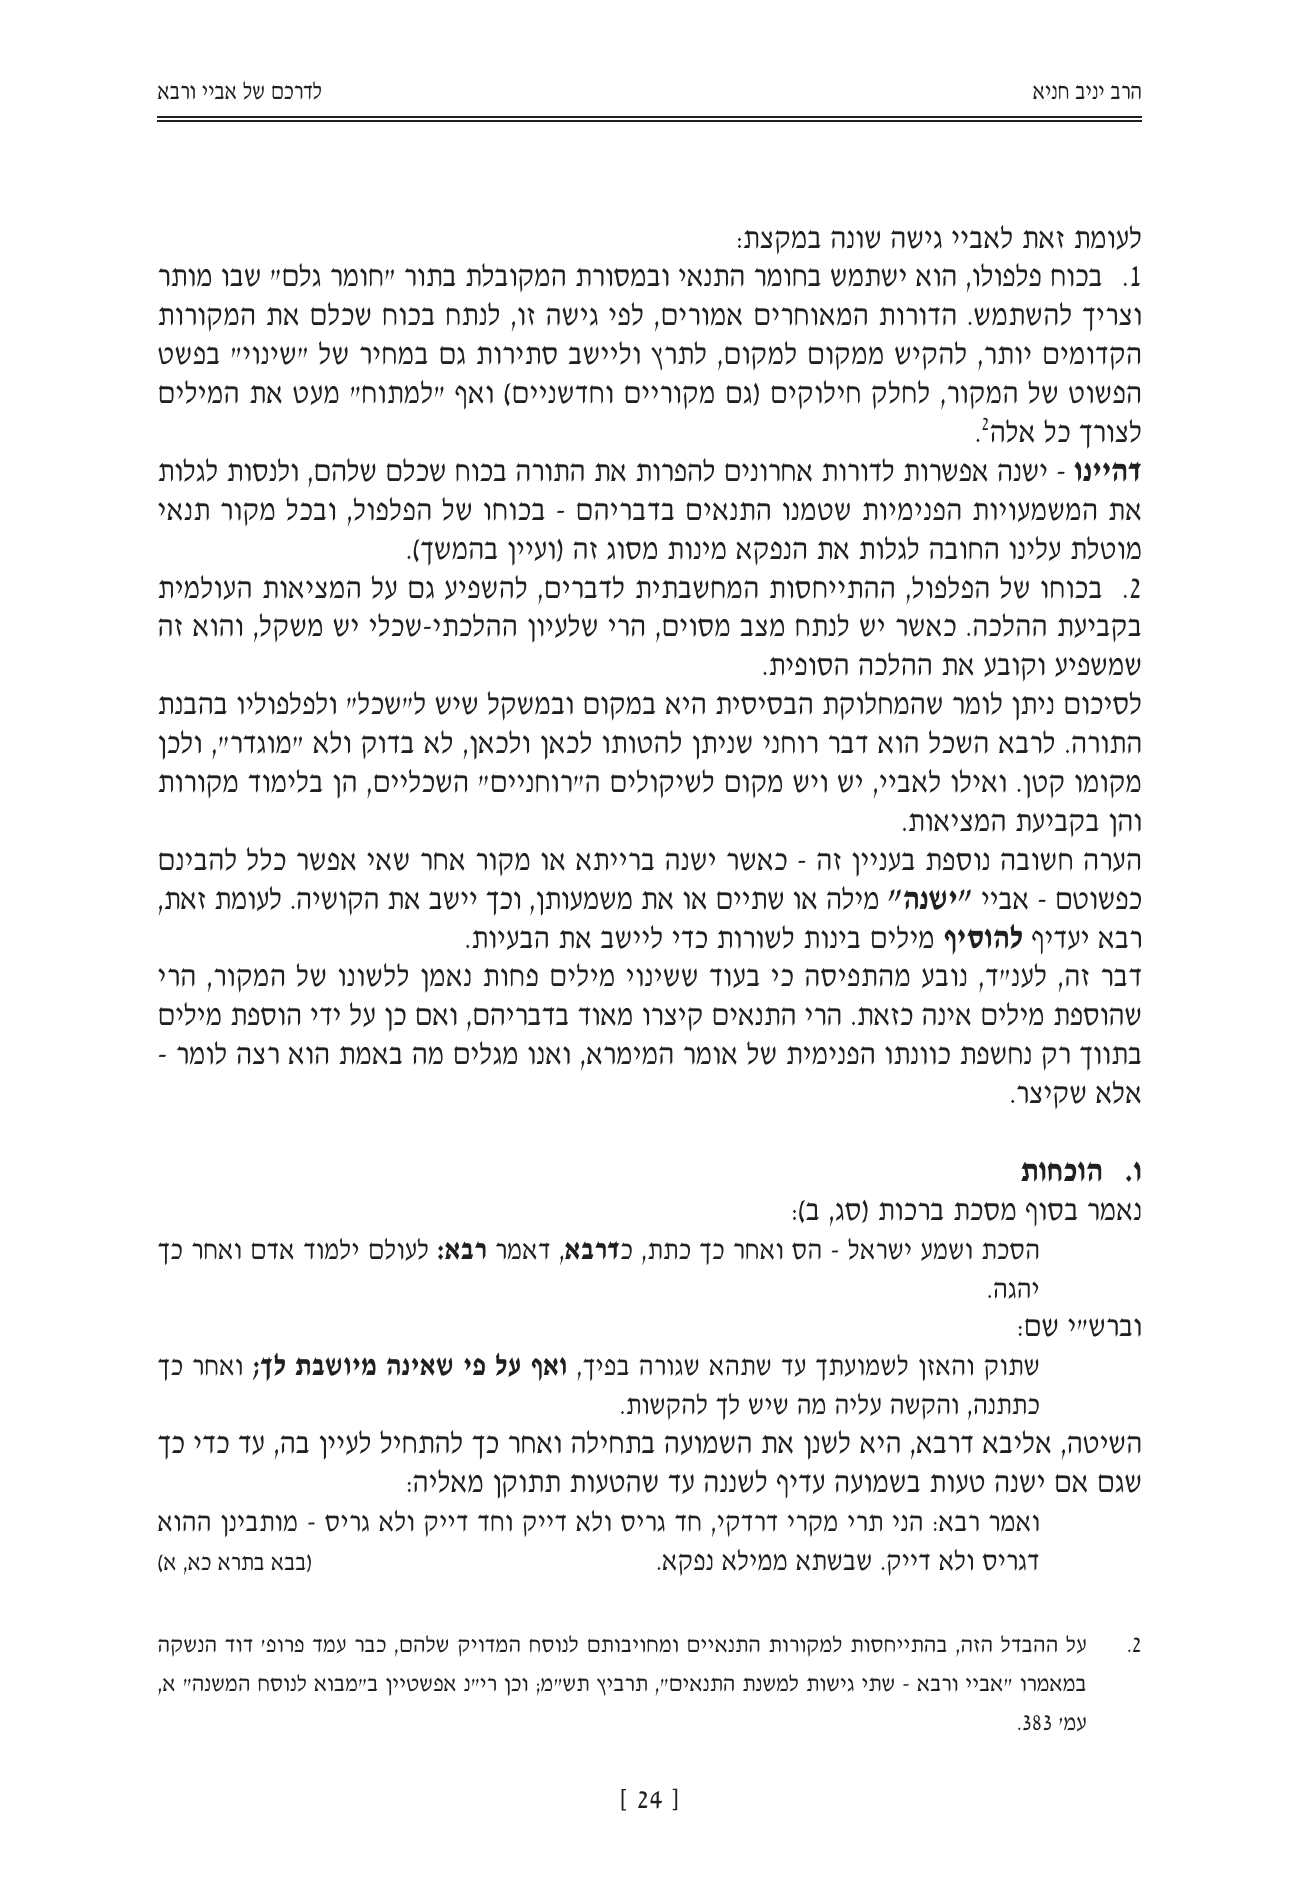 הרב יניב חניא
לדרכם של אביי ורבא
לעומת זאת לאביי גישה שונה במקצת:
1. בכוח פלפולו, הוא ישתמש בחומר התנאי ובמסורת המקובלת בתור "חומר גלם" שבו מותר
וצריך להשתמש. הדורות המאוחרים אמורים, לפי גישה זו, לנתח בכוח שכלם את המקורות
הקדומים יותר, להקיש ממקום למקום, לתרץ וליישב סתירות גם במחיר של "שינוי" בפשט
הפשוט של המקור, לחלק חילוקים (גם מקוריים וחדשניים) ואף "למתוח" מעט את המילים
לצורך כל אלה2.
דהיינו - ישנה אפשרות לדורות אחרונים להפרות את התורה בכוח שכלם שלהם, ולנסות לגלות
את המשמעויות הפנימיות שטמנו התנאים בדבריהם - בכוחו של הפלפול, ובכל מקור תנאי
מוטלת עלינו החובה לגלות את הנפקא מינות מסוג זה (ועיין בהמשך).
2. בכוחו של הפלפול, ההתייחסות המחשבתית לדברים, להשפיע גם על המציאות העולמית
בקביעת ההלכה. כאשר יש לנתח מצב מסוים, הרי שלעיון ההלכתי-שכלי יש משקל, והוא זה
שמשפיע וקובע את ההלכה הסופית.
לסיכום ניתן לומר שהמחלוקת הבסיסית היא במקום ובמשקל שיש ל"שכל" ולפלפוליו בהבנת
התורה. לרבא השכל הוא דבר רוחני שניתן להטותו לכאן ולכאן, לא בדוק ולא "מוגדר", ולכן
מקומו קטן. ואילו לאביי, יש ויש מקום לשיקולים ה"רוחניים" השכליים, הן בלימוד מקורות
והן בקביעת המציאות.
הערה חשובה נוספת בעניין זה - כאשר ישנה ברייתא או מקור אחר שאי אפשר כלל להבינם
כפשוטם - אביי "ישנה" מילה או שתיים או את משמעותן, וכך יישב את הקושיה. לעומת זאת,
רבא יעדיף להוסיף מילים בינות לשורות כדי ליישב את הבעיות.
דבר זה, לענ"ד, נובע מהתפיסה כי בעוד ששינוי מילים פחות נאמן ללשונו של המקור, הרי
שהוספת מילים אינה כזאת. הרי התנאים קיצרו מאוד בדבריהם, ואם כן על ידי הוספת מילים
בתווך רק נחשפת כוונתו הפנימית של אומר המימרא, ואנו מגלים מה באמת הוא רצה לומר -
אלא שקיצר.
ו. הוכחות
נאמר בסוף מסכת ברכות (סג, ב):
הסכת ושמע ישראל - הס ואחר כך כתת, כדרבא, דאמר רבא: לעולם ילמוד אדם ואחר כך
יהגה.
וברש"י שם:
שתוק והאזן לשמועתך עד שתהא שגורה בפיך, ואף על פי שאינה מיושבת לך; ואחר כך
כתתנה, והקשה עליה מה שיש לך להקשות.
השיטה, אליבא דרבא, היא לשנן את השמועה בתחילה ואחר כך להתחיל לעיין בה, עד כדי כך
שגם אם ישנה טעות בשמועה עדיף לשננה עד שהטעות תתוקן מאליה:
ואמר רבא: הני תרי מקרי דרדקי, חד גריס ולא דייק וחד דייק ולא גריס - מותבינן ההוא
דגריס ולא דייק. שבשתא ממילא נפקא. (בבא בתרא כא, א)
2. על ההבדל הזה, בהתייחסות למקורות התנאיים ומחויבותם לנוסח המדויק שלהם, כבר עמד פרופ' דוד הנשקה
במאמרו "אביי ורבא - שתי גישות למשנת התנאים", תרביץ תש"מ; וכן רי"נ אפשטיין ב"מבוא לנוסח המשנה" א,
עמ' 383.
[ 24 ]